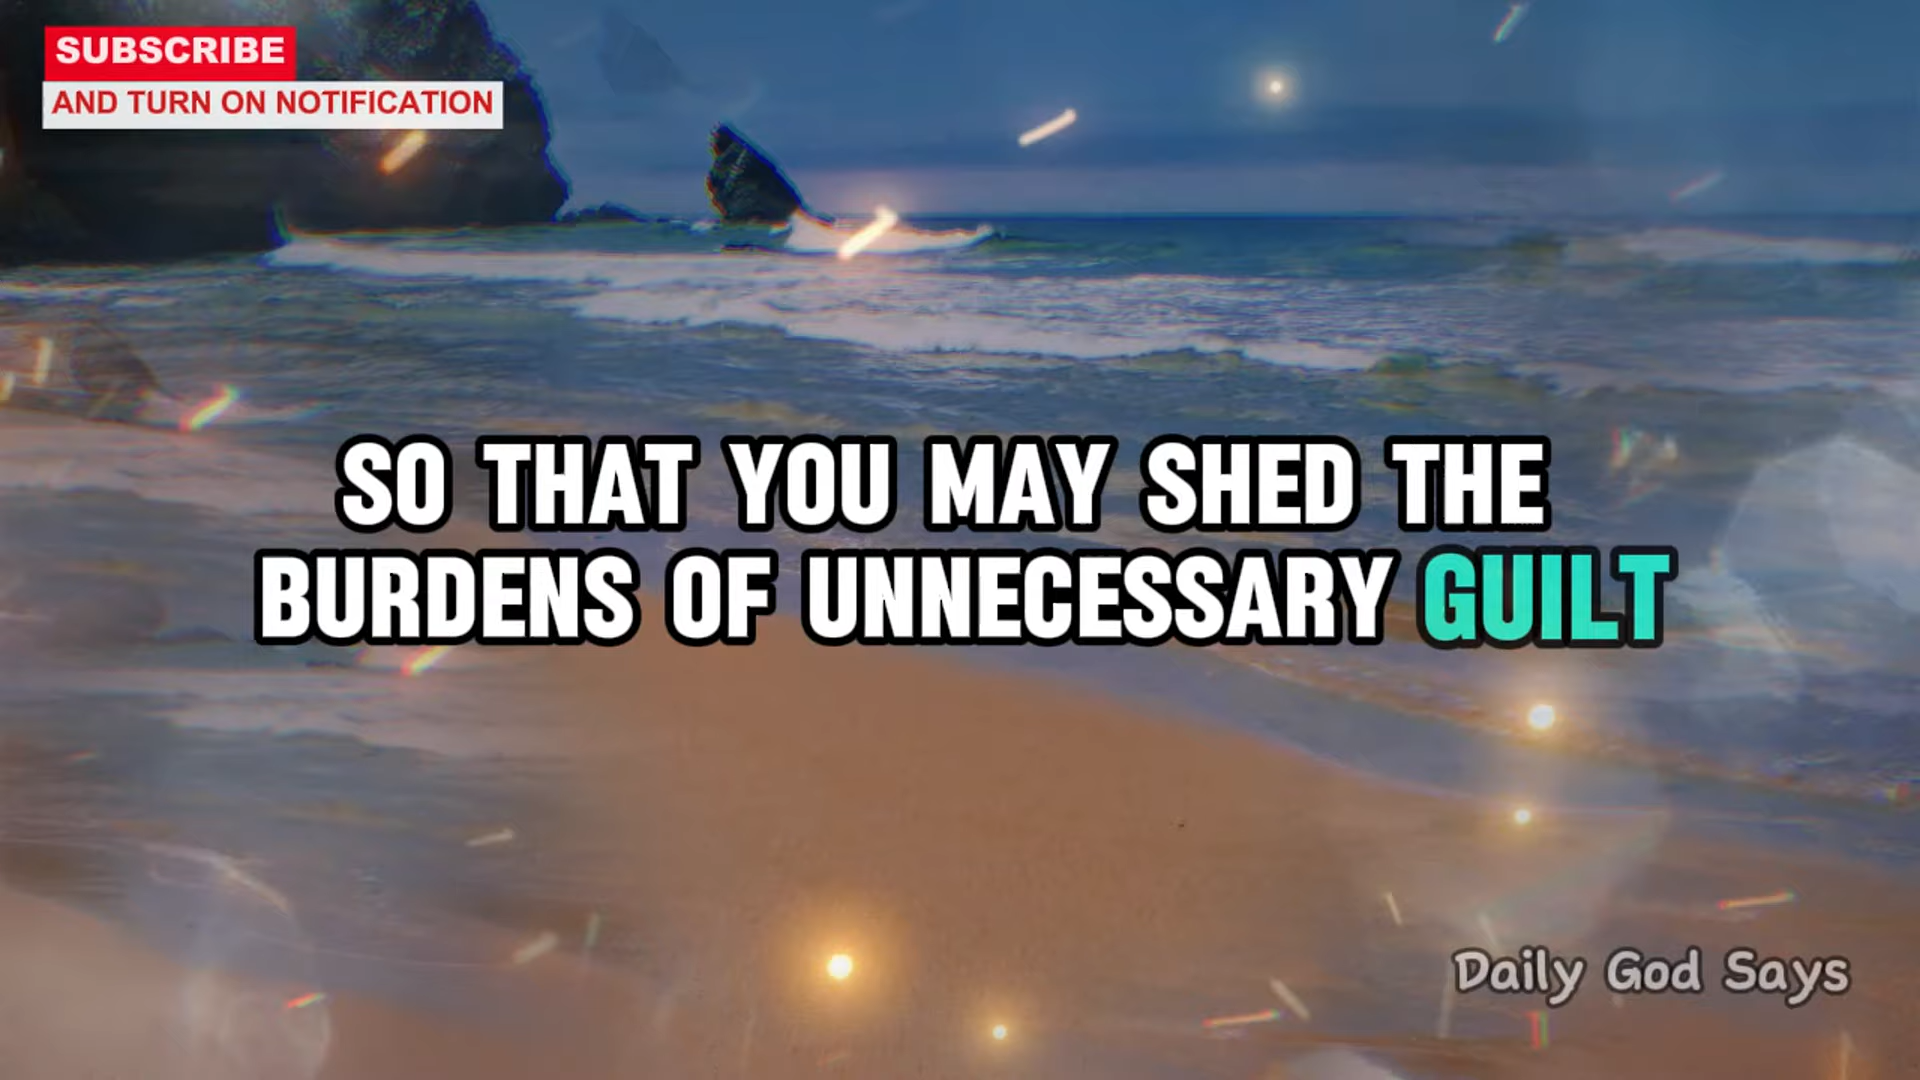 SUBSCRIBE
AND TURN ON NOTIFICATION
SO THAT YOU MAY SHED THE
BURDENS OF UNNECESSARY GUILT
Daily God Says